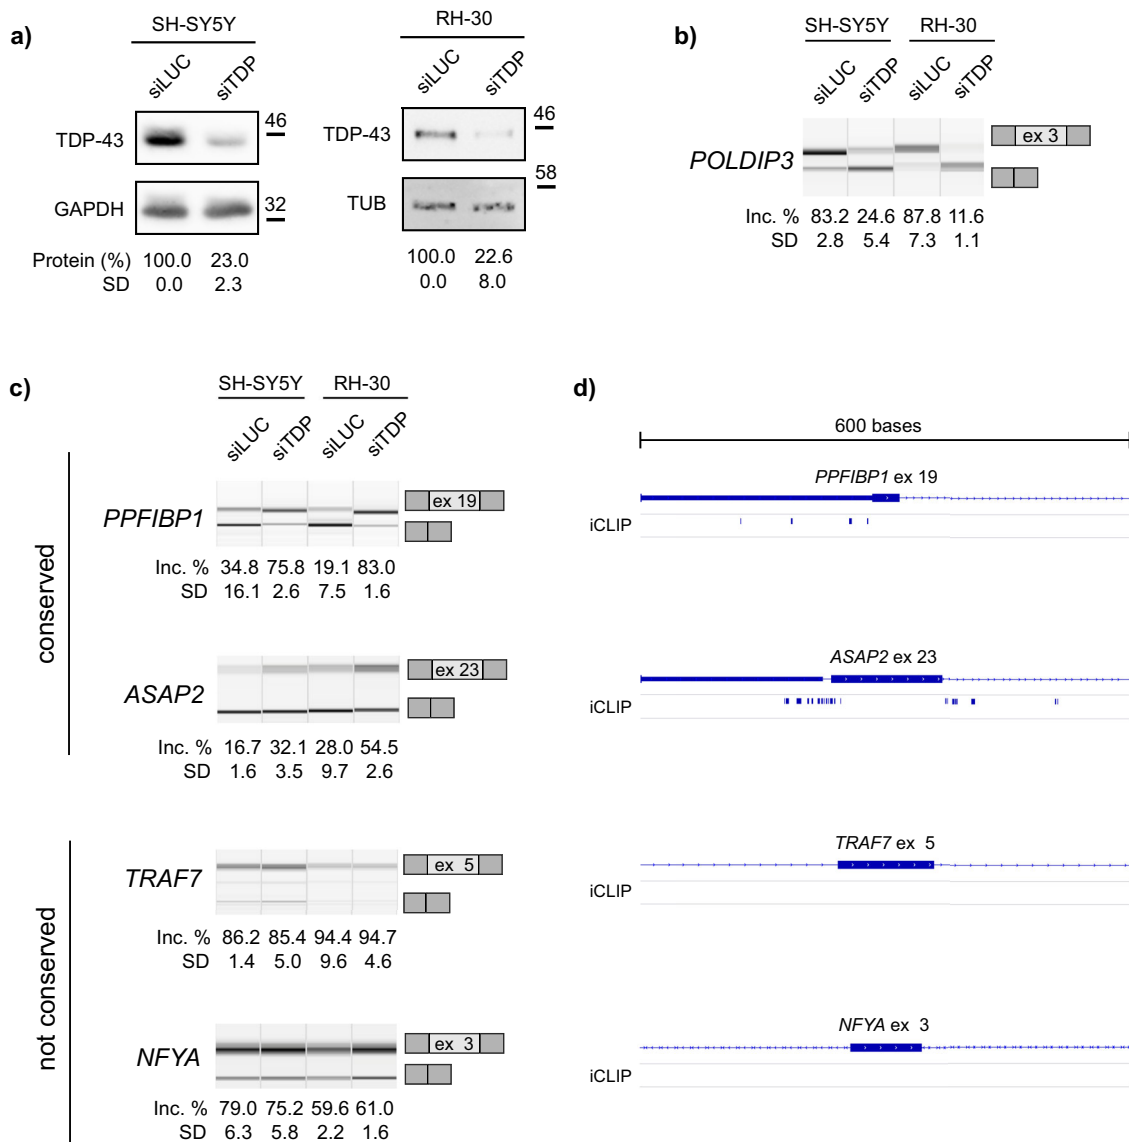 a)
SH-SY5Y
siLUC siTDP
TDP-43
46
GAPDH
32
Protein (%) 100.0 23.0
SD 0.0 2.3
RH-30
siLUC siTDP
46
TDP-43
58
TUB
100.0 22.6
0.0 8.0
b)
SH-SY5Y RH-30
siLUC siTDP siLUC siTDP
POLDIP3
ex 3
Inc. % 83.2 24.6 87.8 11.6
SD 2.8 5.4 7.3 1.1
c)
SH-SY5Y RH-30
siLUC siTDP siLUC siTDP
conserved
PPFIBP1
ex 19
Inc. % 34.8 75.8 19.1 83.0
SD 16.1 2.6 7.5 1.6
ASAP2
ex 23
Inc. % 16.7 32.1 28.0 54.5
SD 1.6 3.5 9.7 2.6
not conserved
TRAF7
ex 5
Inc. % 86.2 85.4 94.4 94.7
SD 1.4 5.0 9.6 4.6
NFYA
ex 3
Inc. % 79.0 75.2 59.6 61.0
SD 6.3 5.8 2.2 1.6
d)
600 bases
PPFIBP1 ex 19
iCLIP
ASAP2 ex 23
iCLIP
TRAF7 ex 5
iCLIP
NFYA ex 3
iCLIP